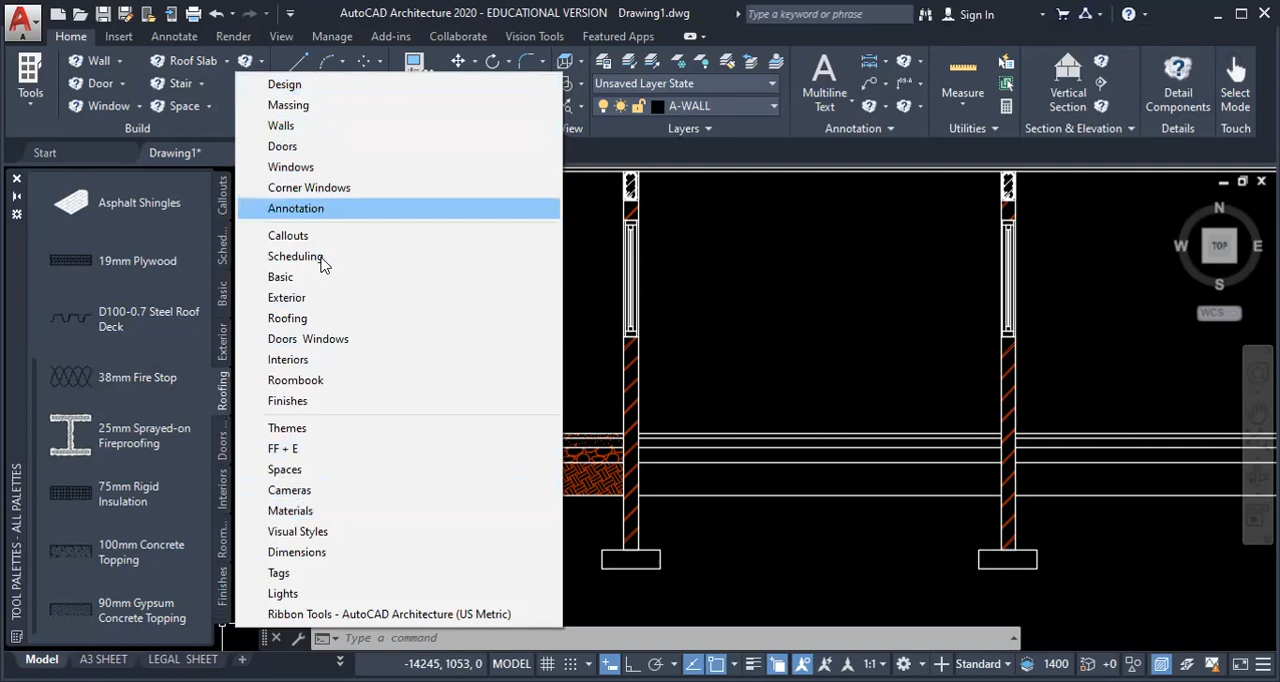 AutoCAD Architecture 2020 - EDUCATIONAL VERSION Drawing1.dwg
Type a keyword or phrase
Sign In
Home Insert Annotate Render View Manage Add-ins Collaborate Vision Tools Featured Apps
Tools
Wall
Door
Window
Roof Slab
Stair
Space
Build
View
Unsaved Layer State
A-WALL
Layers
Multiline Text
Annotation
Measure
Utilities
Vertical Section
Section & Elevation
Detail Components
Details
Select Mode
Touch
Start
Drawing1*
Asphalt Shingles
19mm Plywood
D100-0.7 Steel Roof Deck
38mm Fire Stop
25mm Sprayed-on Fireproofing
75mm Rigid Insulation
100mm Concrete Topping
90mm Gypsum Concrete Topping
TOOL PALETTES - ALL PALETTES
Callouts
Sched...
Basic
Exterior
Roofing
Doors ...
Interiors
Room...
Finishes
Design
Massing
Walls
Doors
Windows
Corner Windows
Annotation
Callouts
Scheduling
Basic
Exterior
Roofing
Doors Windows
Interiors
Roombook
Finishes
Themes
FF + E
Spaces
Cameras
Materials
Visual Styles
Dimensions
Tags
Lights
Ribbon Tools - AutoCAD Architecture (US Metric)
N
W TOP E
S
WCS
Type a command
Model A3 SHEET LEGAL SHEET
-14245, 1053, 0 MODEL
1:1
Standard
1400
+0